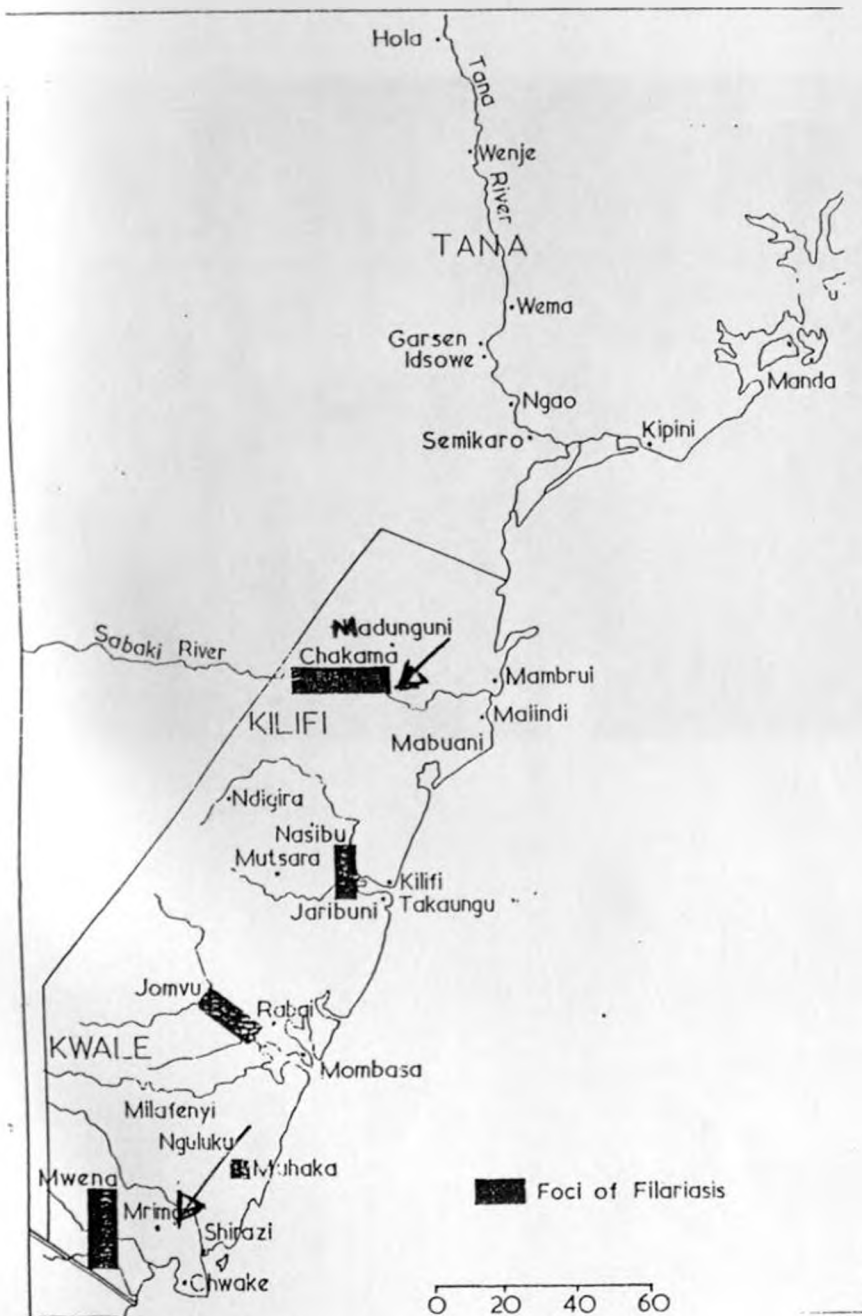 Hola
Tana
River
Wenje
TANA
Wema
Garsen
Idsowe
Ngao
Semikaro
Kipini
Manda
Madunguni
Sabaki River
Chakama
Mambrui
KILIFI
Maiindi
Mabuani
Ndigira
Nasibu
Mutsara
Kilifi
Jaribuni
Takaungu
Jomvu
Rabai
KWALE
Mombasa
Milafenyi
Nguluku
Muhaka
Mwena
Foci of Filariasis
Mrima
Shirazi
Chwake
0 20 40 60